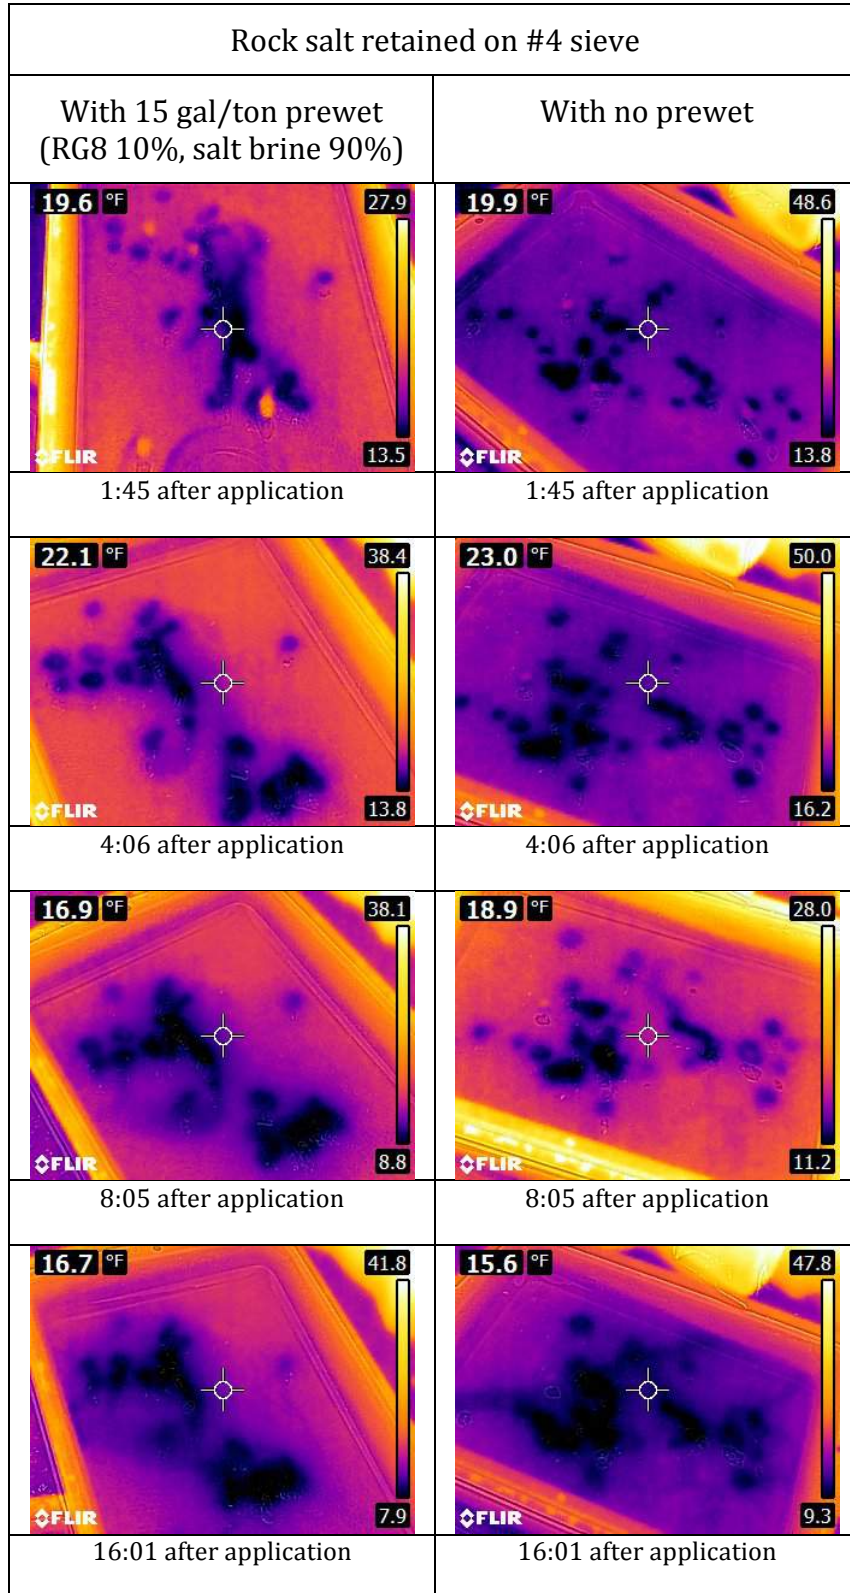 Rock salt retained on #4 sieve
With 15 gal/ton prewet
(RG8 10%, salt brine 90%)
With no prewet
19.6 °F
27.9
13.5
FLIR
19.9 °F
48.6
13.8
FLIR
1:45 after application
1:45 after application
22.1 °F
38.4
13.8
FLIR
23.0 °F
50.0
16.2
FLIR
4:06 after application
4:06 after application
16.9 °F
38.1
8.8
FLIR
18.9 °F
28.0
11.2
FLIR
8:05 after application
8:05 after application
16.7 °F
41.8
7.9
FLIR
15.6 °F
47.8
9.3
FLIR
16:01 after application
16:01 after application